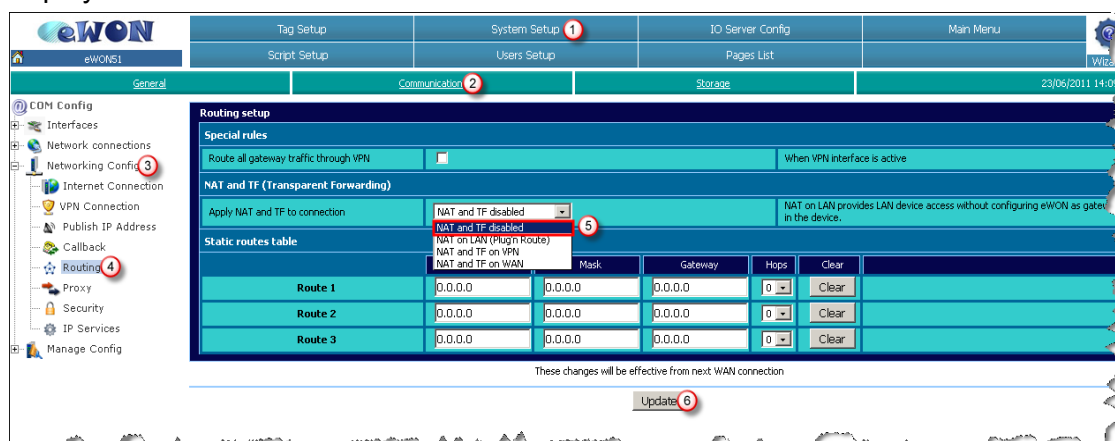 eWON
Tag Setup
System Setup 1
IO Server Config
Main Menu
eWON51
Script Setup
Users Setup
Pages List
General
Communication 2
Storage
23/06/2011
COM Config
Interfaces
Network connections
Networking Config 3
Internet Connection
VPN Connection
Publish IP Address
Callback
Routing 4
Proxy
Security
IP Services
Manage Config
Routing setup
Special rules
Route all gateway traffic through VPN
When VPN interface is active
NAT and TF (Transparent Forwarding)
Apply NAT and TF to connection
NAT and TF disabled
NAT on LAN provides LAN device access without configuring eWON as
in the device.
NAT and TF disabled 5
NAT on LAN (Plug'n Route)
NAT and TF on VPN
NAT and TF on WAN
Static routes table
Mask Gateway Hops Clear
Route 1 0.0.0.0 0.0.0.0 0.0.0.0 0 Clear
Route 2 0.0.0.0 0.0.0.0 0.0.0.0 0 Clear
Route 3 0.0.0.0 0.0.0.0 0.0.0.0 0 Clear
These changes will be effective from next WAN connection
Update 6